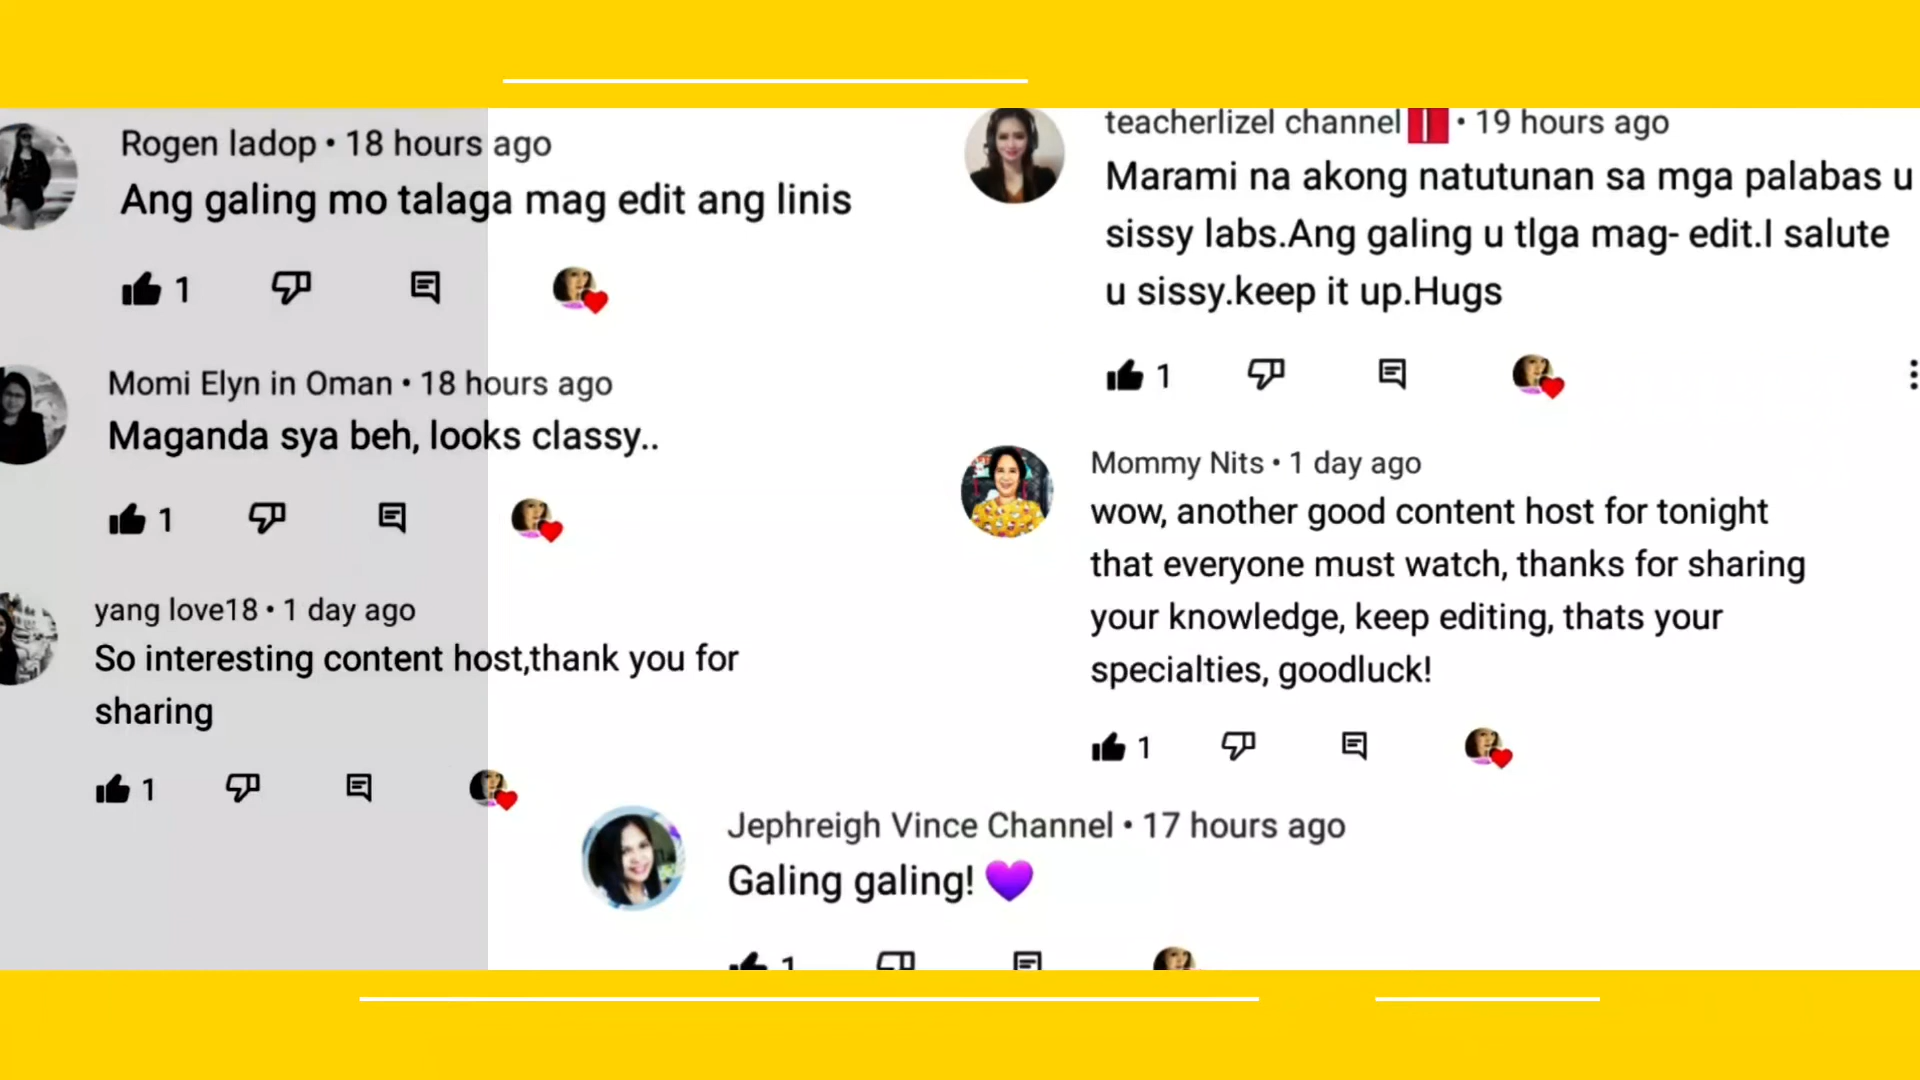 Rogen ladop • 18 hours ago
Ang galing mo talaga mag edit ang linis
1
Momi Elyn in Oman • 18 hours ago
Maganda sya beh, looks classy..
1
yang love18 • 1 day ago
So interesting content host,thank you for
sharing
1
teacherlizel channel • 19 hours ago
Marami na akong natutunan sa mga palabas u
sissy labs.Ang galing u tlga mag- edit.I salute
u sissy.keep it up.Hugs
1
Mommy Nits • 1 day ago
wow, another good content host for tonight
that everyone must watch, thanks for sharing
your knowledge, keep editing, thats your
specialties, goodluck!
1
Jephreigh Vince Channel • 17 hours ago
Galing galing! 💜
1